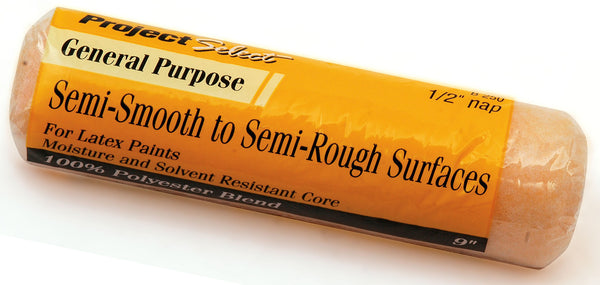 Project Select
General Purpose
1/2" nap
Semi-Smooth to Semi-Rough Surfaces
For Latex Paints
Moisture and Solvent Resistant Core
100% Polyester Blend
9"